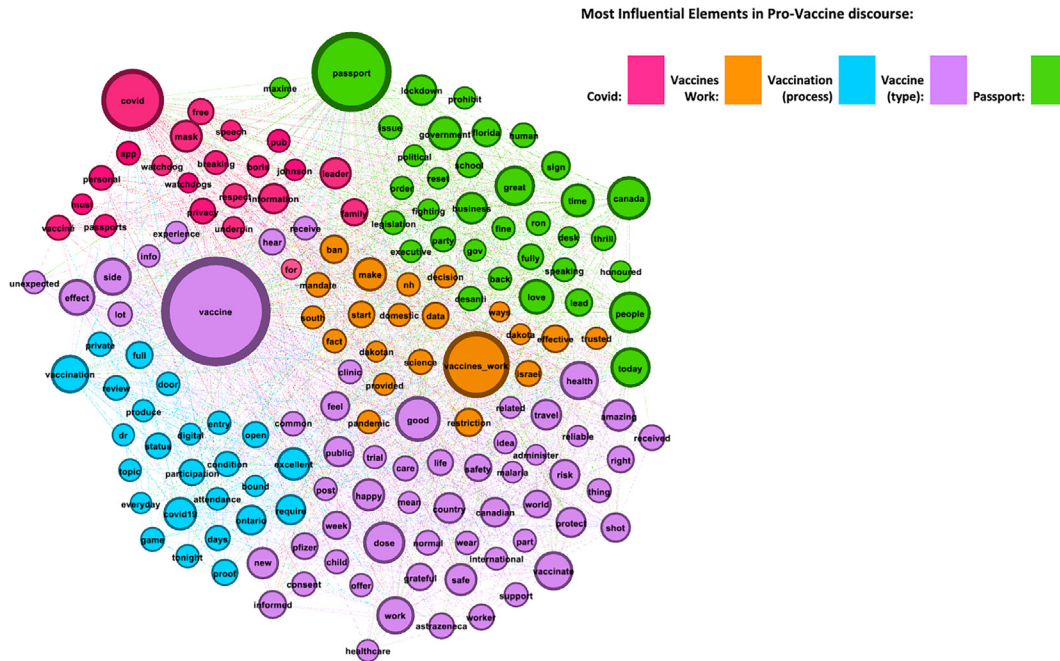 Most Influential Elements in Pro-Vaccine discourse:
Covid:
Vaccines Work:
Vaccination (process)
Vaccine (type):
Passport:
passport
covid
maxime
lockdown
prohibit
free
mask
speech
issue
government
florida
human
pub
app
watchdog
breaking
boris
johnson
leader
political
school
sign
personal
watchdogs
order
reset
great
respect
information
must
privacy
family
legislation
fighting
business
time
canada
vaccine
passports
underpin
experience
receive
hear
fine
ron
desk
thrill
executive
party
gov
fully
speaking
honoured
info
ban
for
make
decision
back
unexpected
side
effect
mandate
nh
desanti
love
lead
people
lot
vaccine
south
start
domestic
data
ways
private
full
fact
dakota
effective
trusted
dakotan
science
vaccines_work
israel
today
vaccination
review
door
clinic
provided
health
produce
feel
good
related
travel
amazing
dr
status
digital
entry
open
common
pandemic
restriction
reliable
received
public
trial
idea
administer
right
topic
participation
condition
excellent
care
life
safety
malaria
risk
thing
everyday
attendance
bound
post
happy
mean
country
canadian
world
covid19
ontario
require
week
protect
shot
game
days
dose
normal
wear
part
pfizer
tonight
proof
new
child
international
vaccinate
consent
offer
grateful
safe
support
informed
work
astrazeneca
worker
healthcare